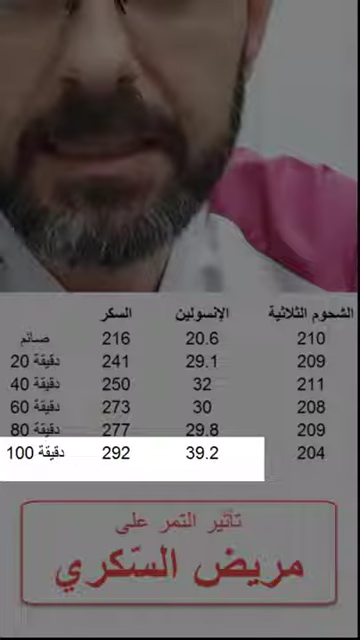 السكر الإنسولين الشحوم الثلاثية
صائم 216 20.6 210
20 دقيقة 241 29.1 209
40 دقيقة 250 32 211
60 دقيقة 273 30 208
80 دقيقة 277 29.8 209
100 دقيقة 292 39.2 204
تأثير التمر على
مريض السّكري